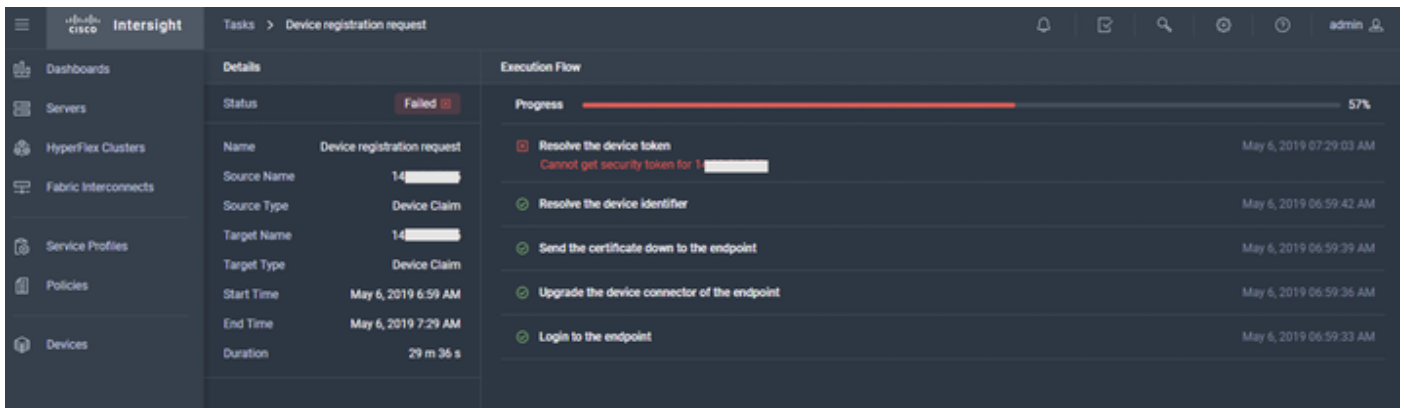 cisco Intersight
Tasks > Device registration request
admin
Dashboards
Servers
HyperFlex Clusters
Fabric Interconnects
Service Profiles
Policies
Devices
Details
Status Failed
Name Device registration request
Source Name 14
Source Type Device Claim
Target Name 14
Target Type Device Claim
Start Time May 6, 2019 6:59 AM
End Time May 6, 2019 7:29 AM
Duration 29 m 36 s
Execution Flow
Progress 57%
Resolve the device token May 6, 2019 07:29:03 AM
Cannot get security token for 14
Resolve the device identifier May 6, 2019 06:59:42 AM
Send the certificate down to the endpoint May 6, 2019 06:59:39 AM
Upgrade the device connector of the endpoint May 6, 2019 06:59:36 AM
Login to the endpoint May 6, 2019 06:59:33 AM